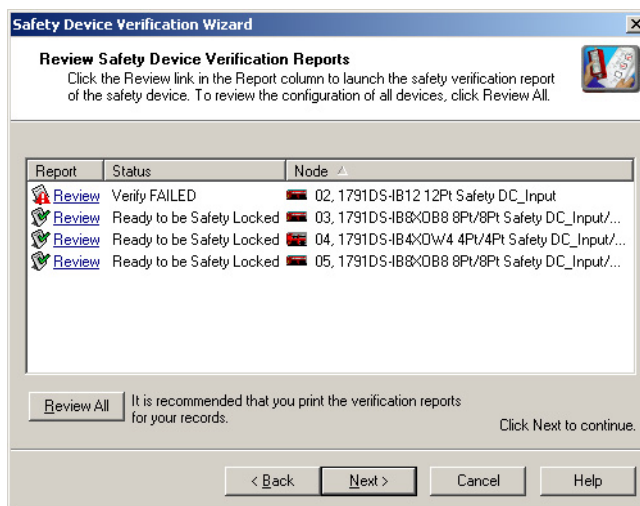 Safety Device Verification Wizard
Review Safety Device Verification Reports
Click the Review link in the Report column to launch the safety verification report
of the safety device. To review the configuration of all devices, click Review All.
Report Status Node
Review Verify FAILED 02, 1791DS-IB12 12Pt Safety DC_Input
Review Ready to be Safety Locked 03, 1791DS-IB8XOB8 8Pt/8Pt Safety DC_Input/...
Review Ready to be Safety Locked 04, 1791DS-IB4XOW4 4Pt/4Pt Safety DC_Input/...
Review Ready to be Safety Locked 05, 1791DS-IB8XOB8 8Pt/8Pt Safety DC_Input/...
Review All
It is recommended that you print the verification reports
for your records.
Click Next to continue.
< Back Next > Cancel Help